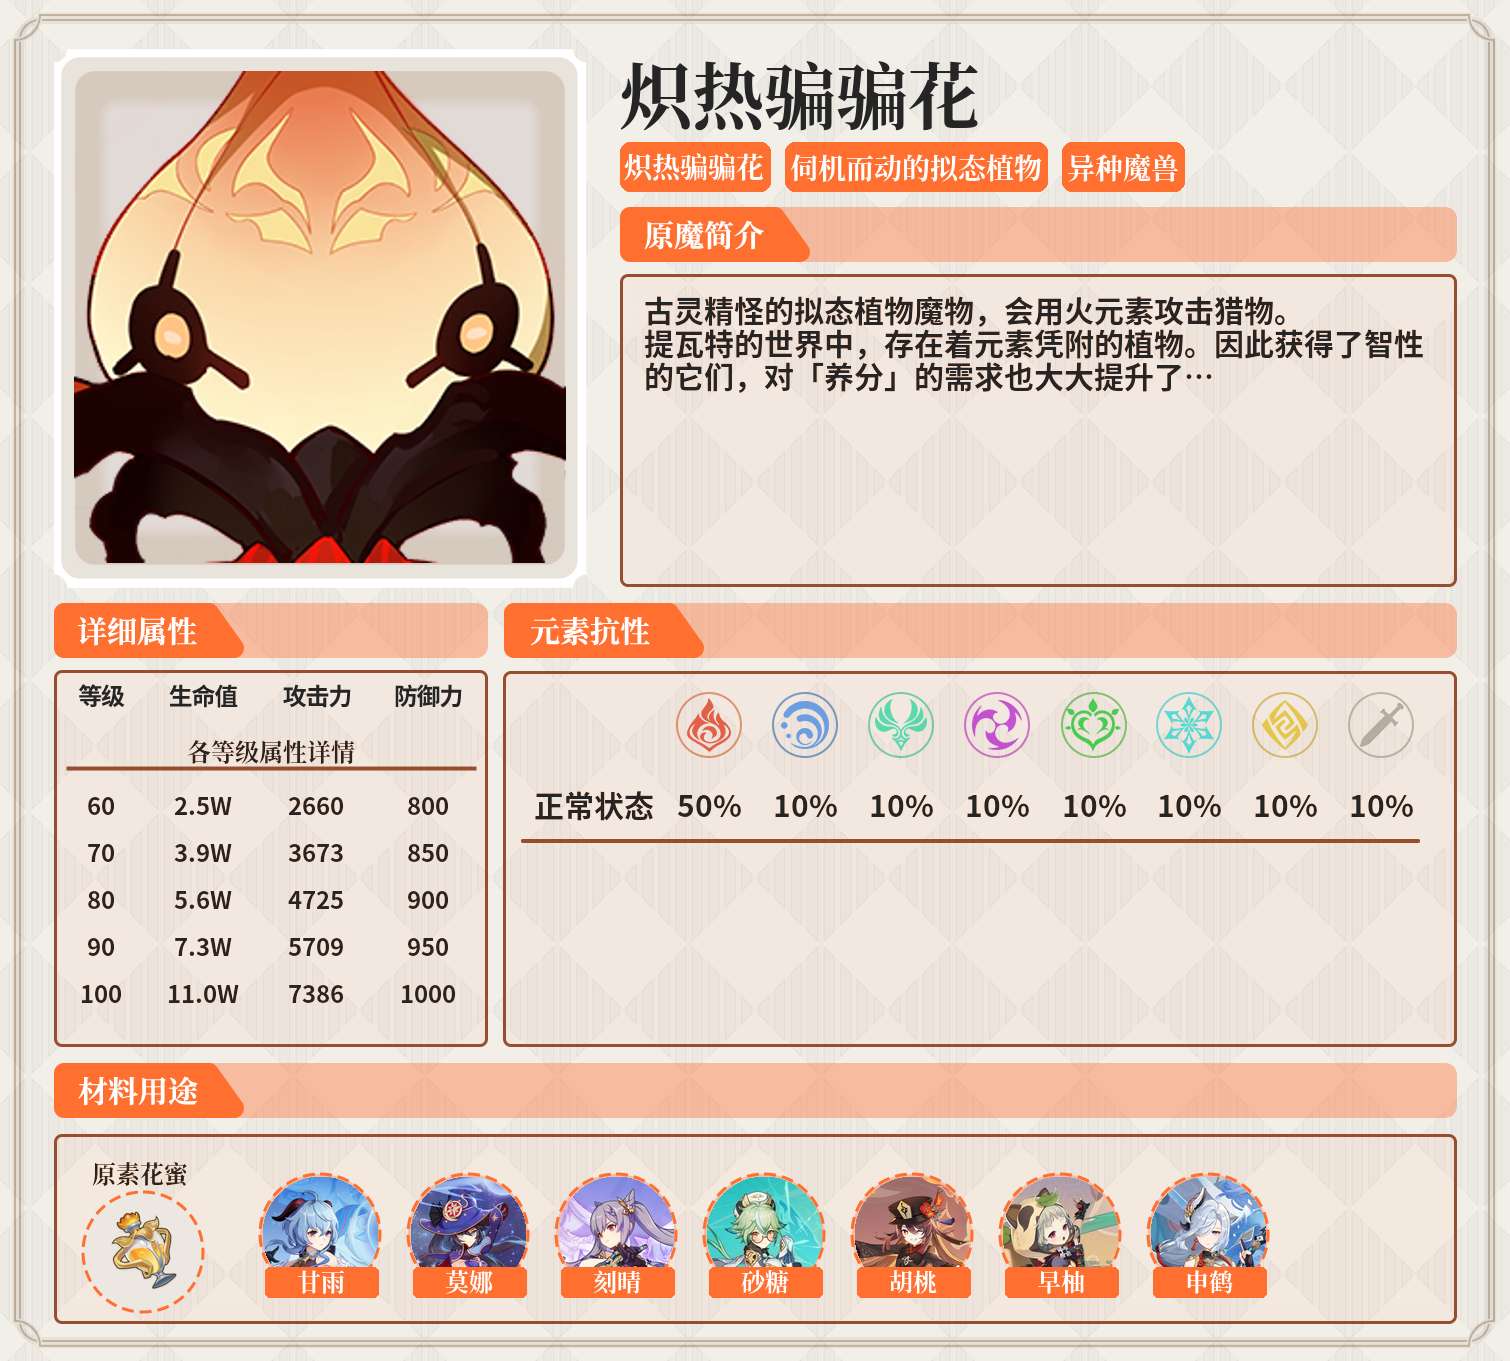 炽热骗骗花
炽热骗骗花 伺机而动的拟态植物 异种魔兽
原魔简介
古灵精怪的拟态植物魔物，会用火元素攻击猎物。
提瓦特的世界中，存在着元素凭附的植物。因此获得了智性
的它们，对「养分」的需求也大大提升了…
详细属性
等级 生命值 攻击力 防御力
各等级属性详情
60 2.5W 2660 800
70 3.9W 3673 850
80 5.6W 4725 900
90 7.3W 5709 950
100 11.0W 7386 1000
元素抗性
正常状态 50% 10% 10% 10% 10% 10% 10% 10%
材料用途
原素花蜜
甘雨 莫娜 刻晴 砂糖 胡桃 早柚 申鹤